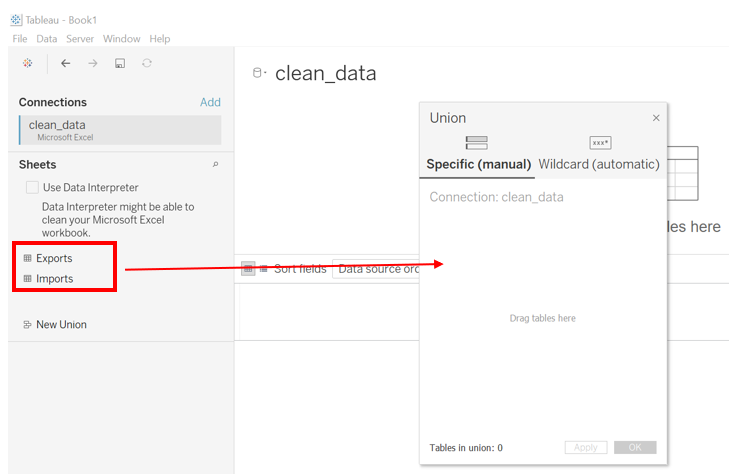 Tableau - Book1
File Data Server Window Help
Connections Add
clean_data
Microsoft Excel
Sheets
Use Data Interpreter
Data Interpreter might be able to
clean your Microsoft Excel
workbook.
Exports
Imports
New Union
clean_data
Union
Specific (manual) Wildcard (automatic)
xxx*
Connection: clean_data
les here
Sort fields Data source orc
Drag tables here
Tables in union: 0 Apply OK